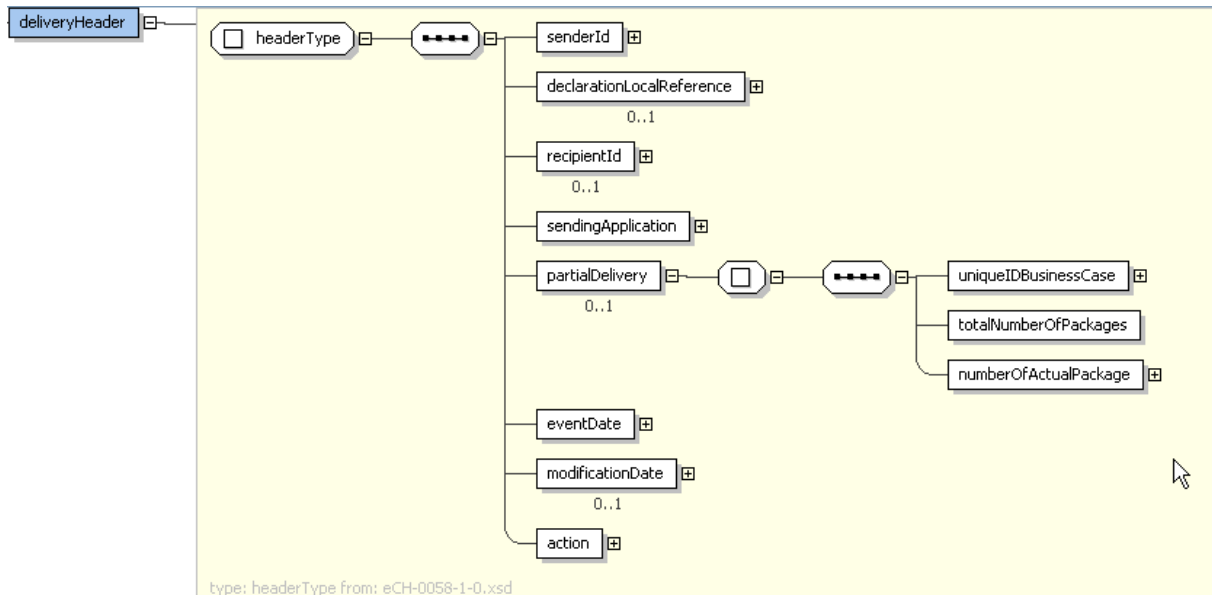 deliveryHeader
headerType
senderId
declarationLocalReference
0..1
recipientId
0..1
sendingApplication
partialDelivery
0..1
uniqueIDBusinessCase
totalNumberOfPackages
numberOfActualPackage
eventDate
modificationDate
0..1
action
type: headerType from: eCH-0058-1-0.xsd